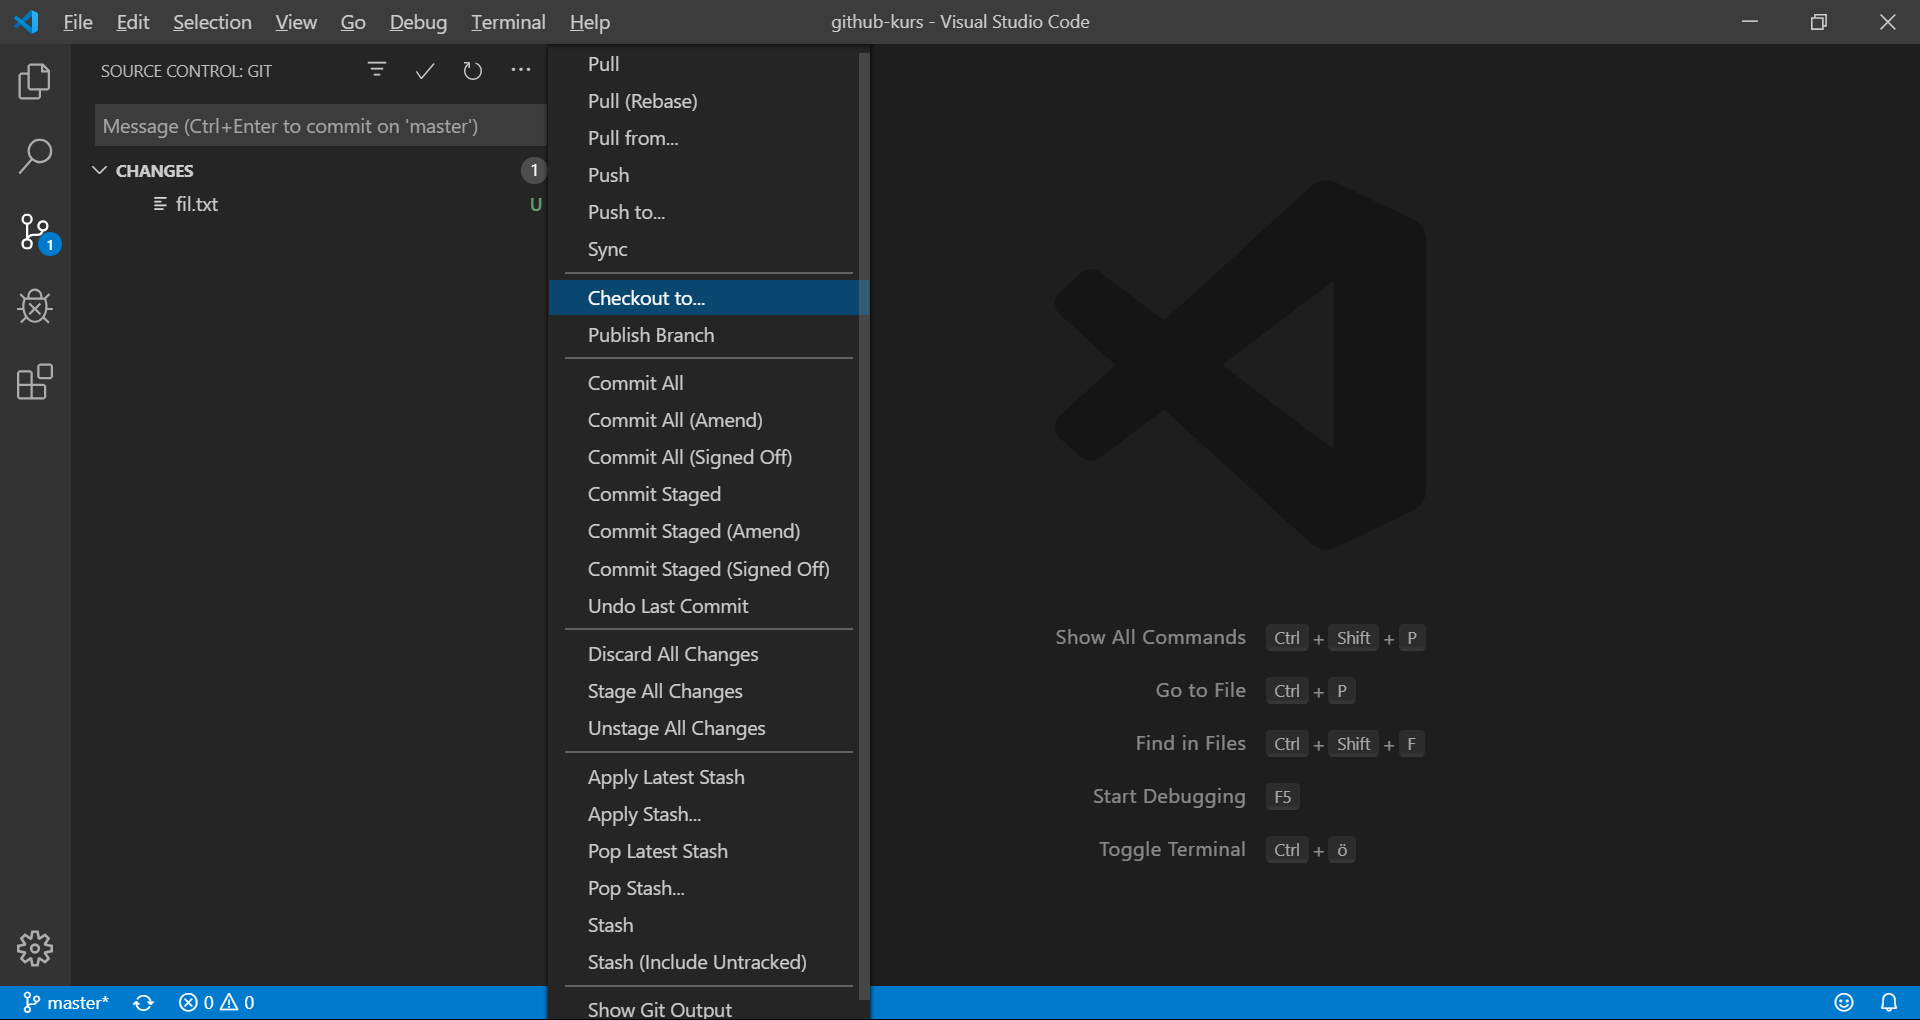 File Edit Selection View Go Debug Terminal Help
github-kurs - Visual Studio Code
SOURCE CONTROL: GIT
Message (Ctrl+Enter to commit on 'master')
CHANGES 1
fil.txt U
1
Pull
Pull (Rebase)
Pull from...
Push
Push to...
Sync
Checkout to...
Publish Branch
Commit All
Commit All (Amend)
Commit All (Signed Off)
Commit Staged
Commit Staged (Amend)
Commit Staged (Signed Off)
Undo Last Commit
Discard All Changes
Stage All Changes
Unstage All Changes
Apply Latest Stash
Apply Stash...
Pop Latest Stash
Pop Stash...
Stash
Stash (Include Untracked)
Show Git Output
Show All Commands Ctrl + Shift + P
Go to File Ctrl + P
Find in Files Ctrl + Shift + F
Start Debugging F5
Toggle Terminal Ctrl + ö
master* 0 0